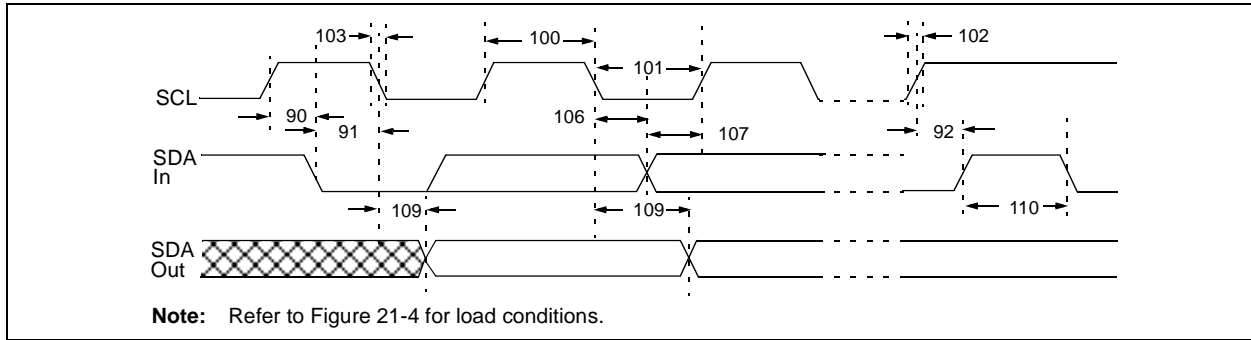 103
100
102
101
SCL
90
91
106
107
92
SDA
In
109
109
110
SDA
Out
Note: Refer to Figure 21-4 for load conditions.